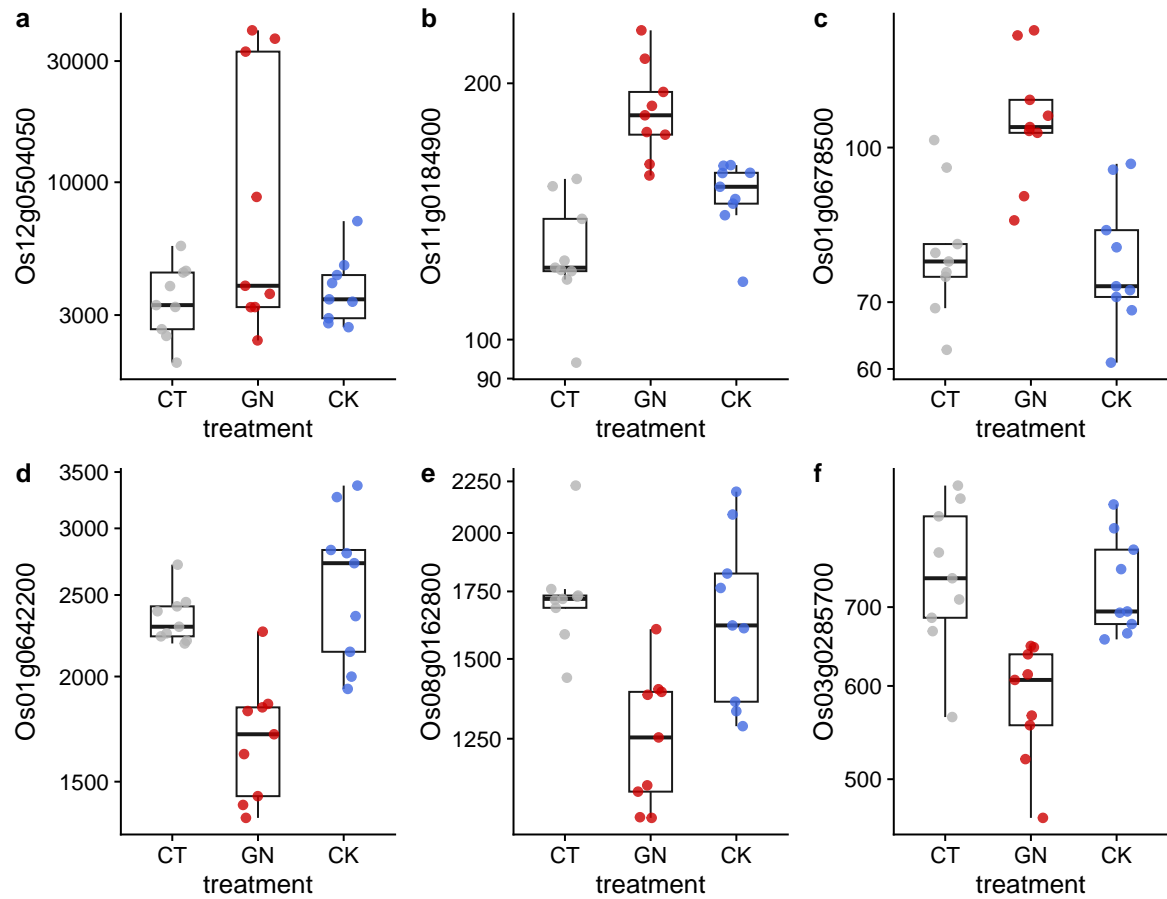 a
Os12g0504050
30000
10000
3000
CT GN CK
treatment
b
Os11g0184900
200
100
90
CT GN CK
treatment
c
Os01g0678500
100
70
60
CT GN CK
treatment
d
Os01g0642200
3500
3000
2500
2000
1500
CT GN CK
treatment
e
Os08g0162800
2250
2000
1750
1500
1250
CT GN CK
treatment
f
Os03g0285700
700
600
500
CT GN CK
treatment